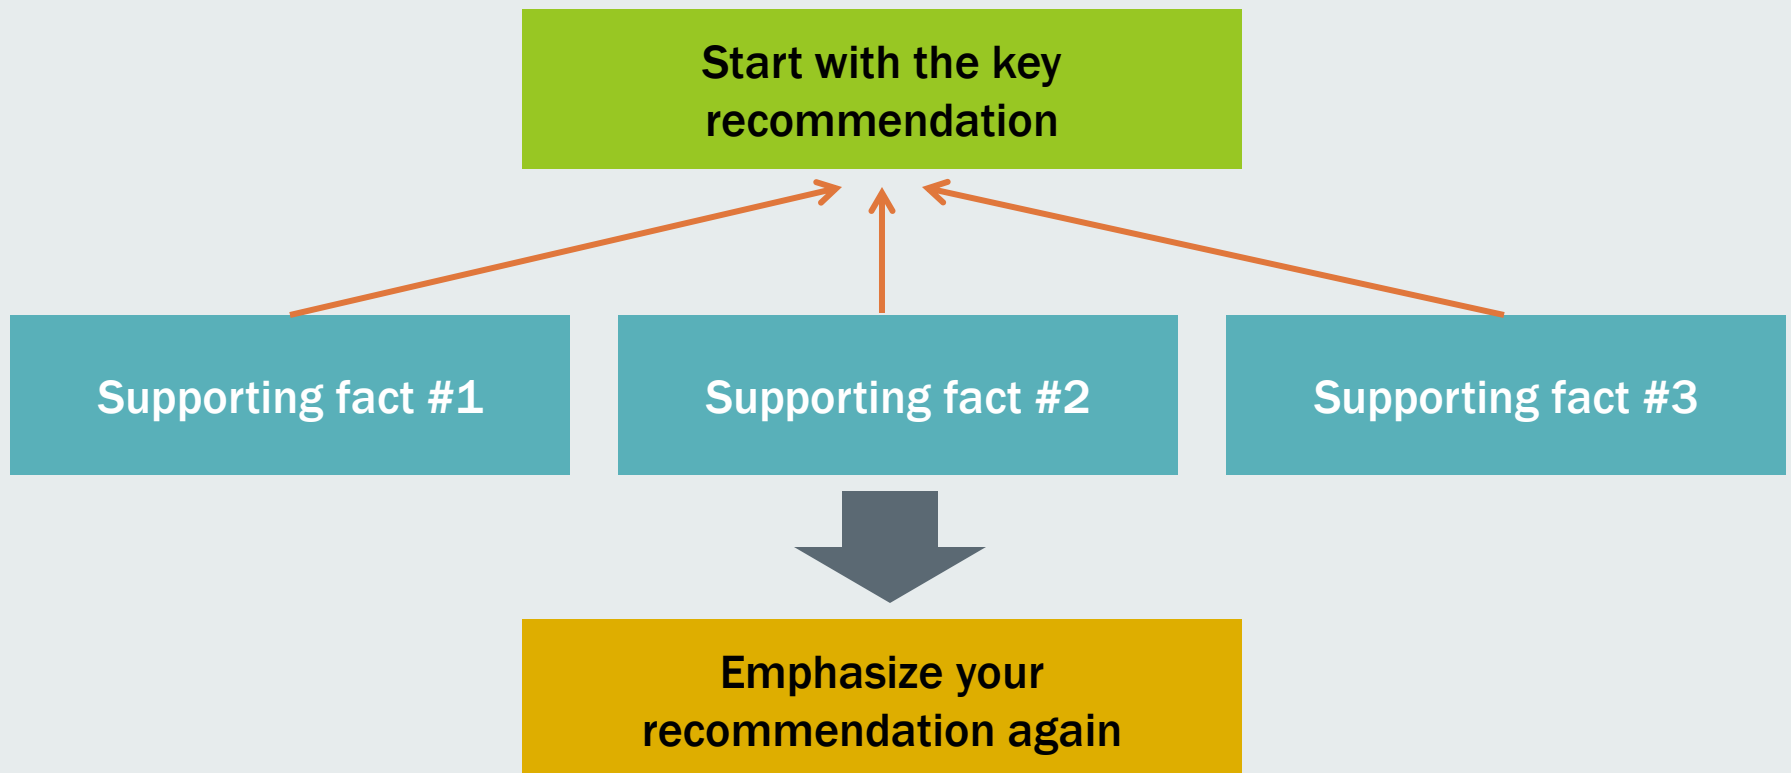 Start with the key
recommendation
Supporting fact #1
Supporting fact #2
Supporting fact #3
Emphasize your
recommendation again